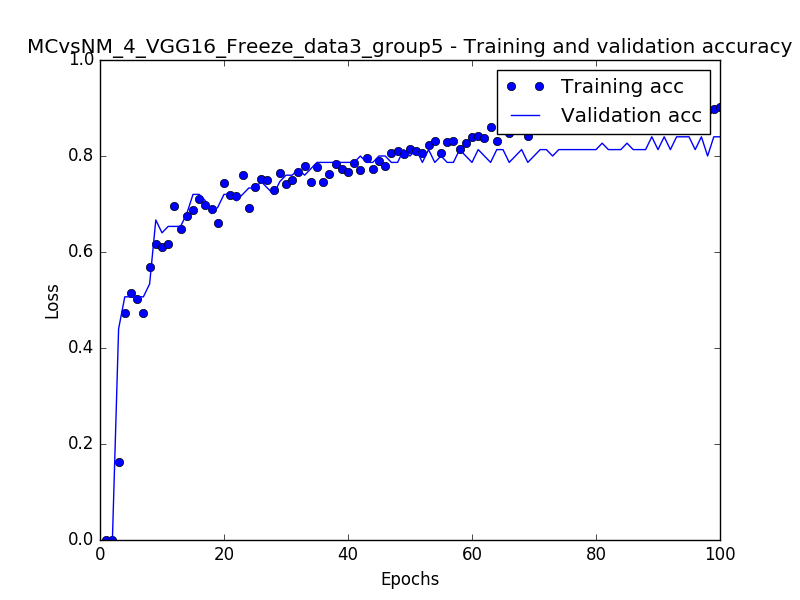 MCvsNM_4_VGG16_Freeze_data3_group5 - Training and validation accuracy
1.0
0.8
0.6
0.4
0.2
0.0
Loss
Training acc
Validation acc
0 20 40 60 80 100
Epochs